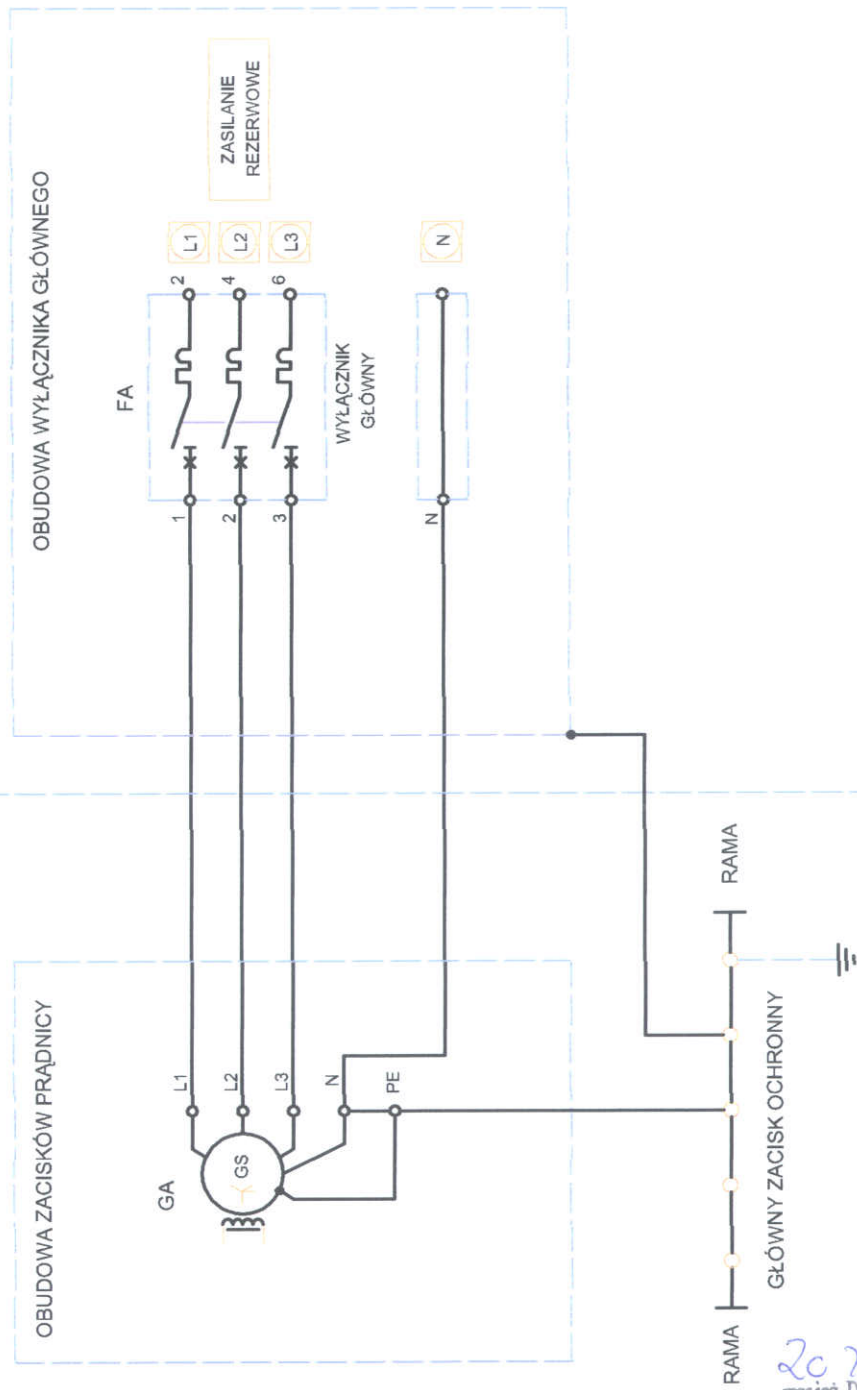 OBUDOWA ZACISKÓW PRĄDNICY
GA
GS
L1
L2
L3
N
PE
RAMA
GŁÓWNY ZACISK OCHRONNY
RAMA
OBUDOWA WYŁĄCZNIKA GŁÓWNEGO
FA
1
2
3
N
WYŁĄCZNIK
GŁÓWNY
2
4
6
L1
L2
L3
N
ZASILANIE
REZERWOWE